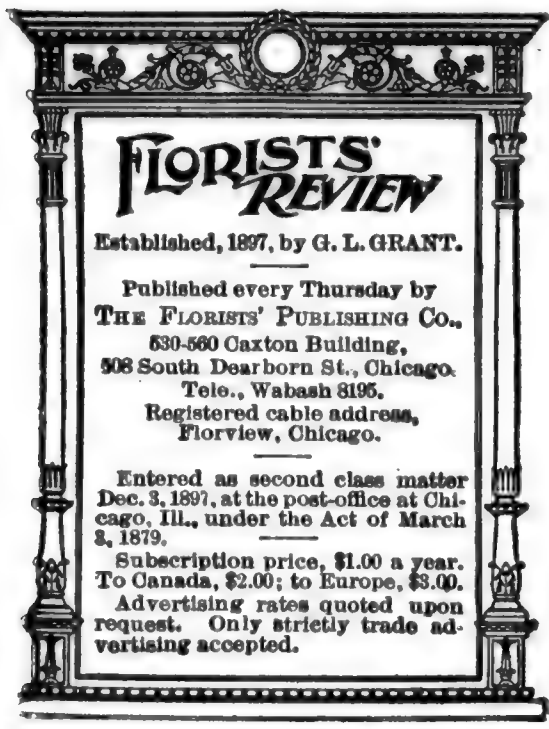 FLORISTS'
REVIEW
Established, 1897, by G. L. GRANT.
Published every Thursday by
THE FLORISTS' PUBLISHING CO.,
530-560 Caxton Building,
508 South Dearborn St., Chicago.
Tele., Wabash 8195.
Registered cable address,
Florview, Chicago.
Entered as second class matter
Dec. 3, 1897, at the post-office at Chi-
cago, Ill., under the Act of March
3, 1879.
Subscription price, $1.00 a year.
To Canada, $2.00; to Europe, $3.00.
Advertising rates quoted upon
request. Only strictly trade ad-
vertising accepted.